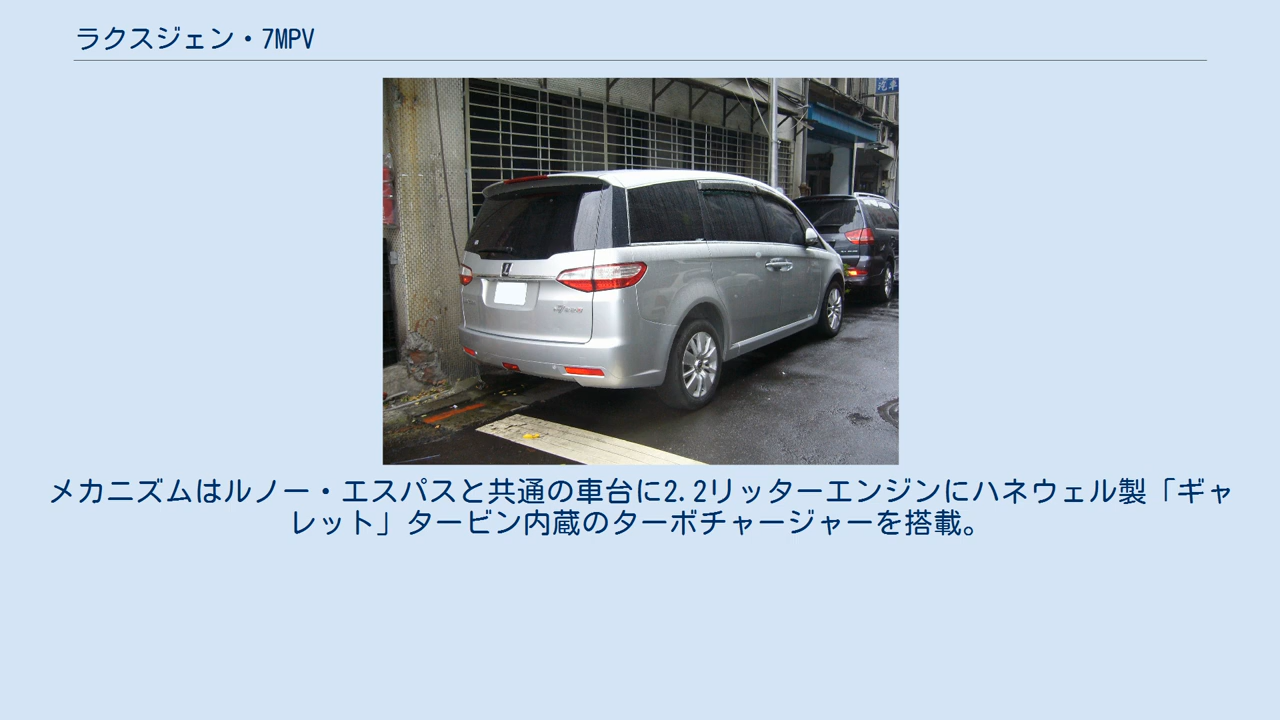 ラクスジェン・7MPV
汽車
メカニズムはルノー・エスパスと共通の車台に2.2リッターエンジンにハネウェル製「ギャ
レット」タービン内蔵のターボチャージャーを搭載。